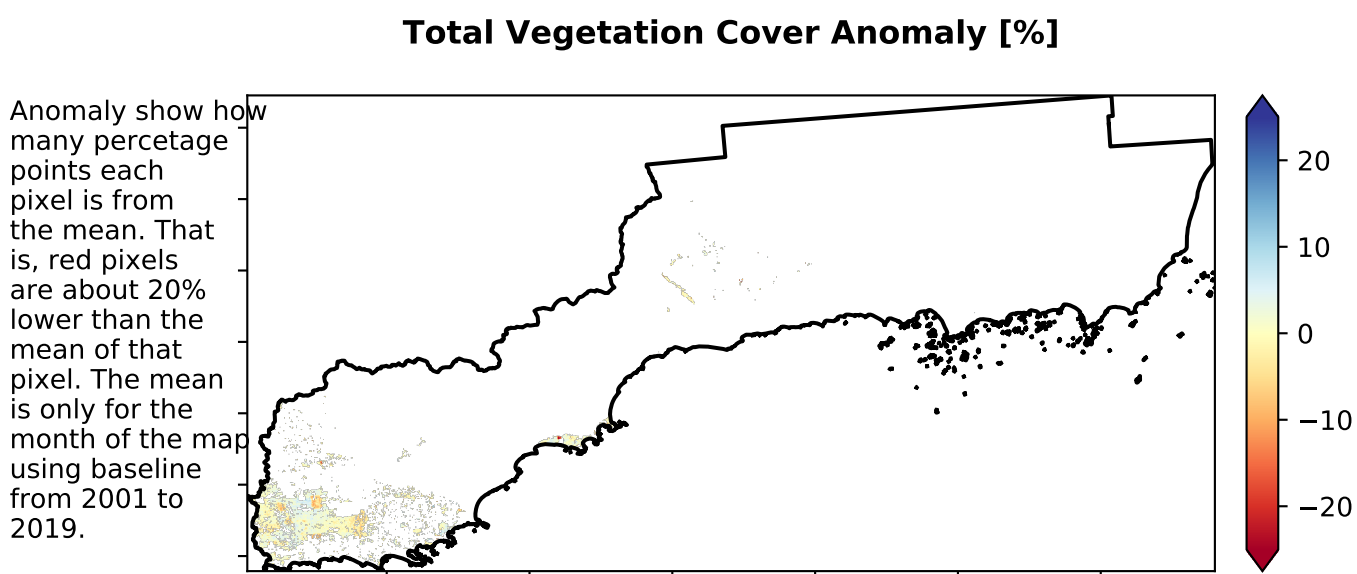 Total Vegetation Cover Anomaly [%]
Anomaly show how
many percetage
points each
pixel is from
the mean. That
is, red pixels
are about 20%
lower than the
mean of that
pixel. The mean
is only for the
month of the map
using baseline
from 2001 to
2019.
20
10
0
−10
−20